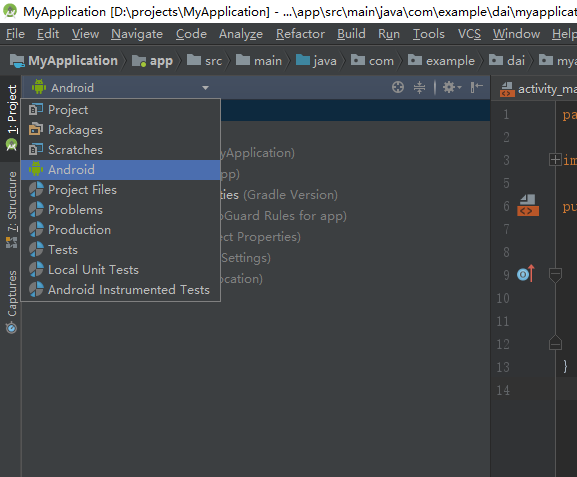 MyApplication [D:\projects\MyApplication] - ...\app\src\main\java\com\example\dai\myapplica
File Edit View Navigate Code Analyze Refactor Build Run Tools VCS Window Help
MyApplication app src main java com example dai mya
1: Project
Android
activity_ma
Project
Packages
Scratches
Android
Project Files
Problems
Production
Tests
Local Unit Tests
Android Instrumented Tests
yApplication)
pp)
ties (Gradle Version)
oGuard Rules for app)
ect Properties)
Settings)
ocation)
7: Structure
Captures
1 pa
2
3 im
5
6 pu
7
8
9
10
11
12
13 }
14